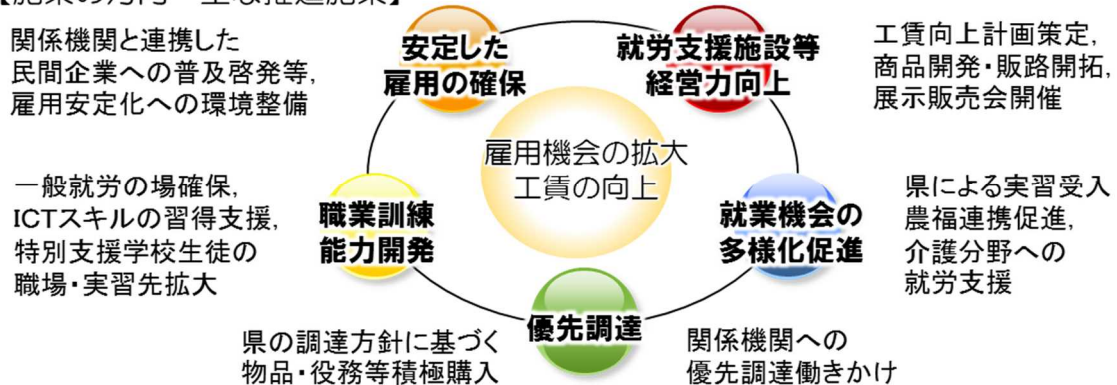 【施策の方向・主な推進施策】
関係機関と連携した
民間企業への普及啓発等,
雇用安定化への環境整備
安定した
雇用の確保
就労支援施設等
経営力向上
工賃向上計画策定,
商品開発・販路開拓,
展示販売会開催
雇用機会の拡大
工賃の向上
一般就労の場確保,
ICTスキルの習得支援,
特別支援学校生徒の
職場・実習先拡大
職業訓練
能力開発
就業機会の
多様化促進
県による実習受入
農福連携促進,
介護分野への
就労支援
優先調達
県の調達方針に基づく
物品・役務等積極購入
関係機関への
優先調達働きかけ